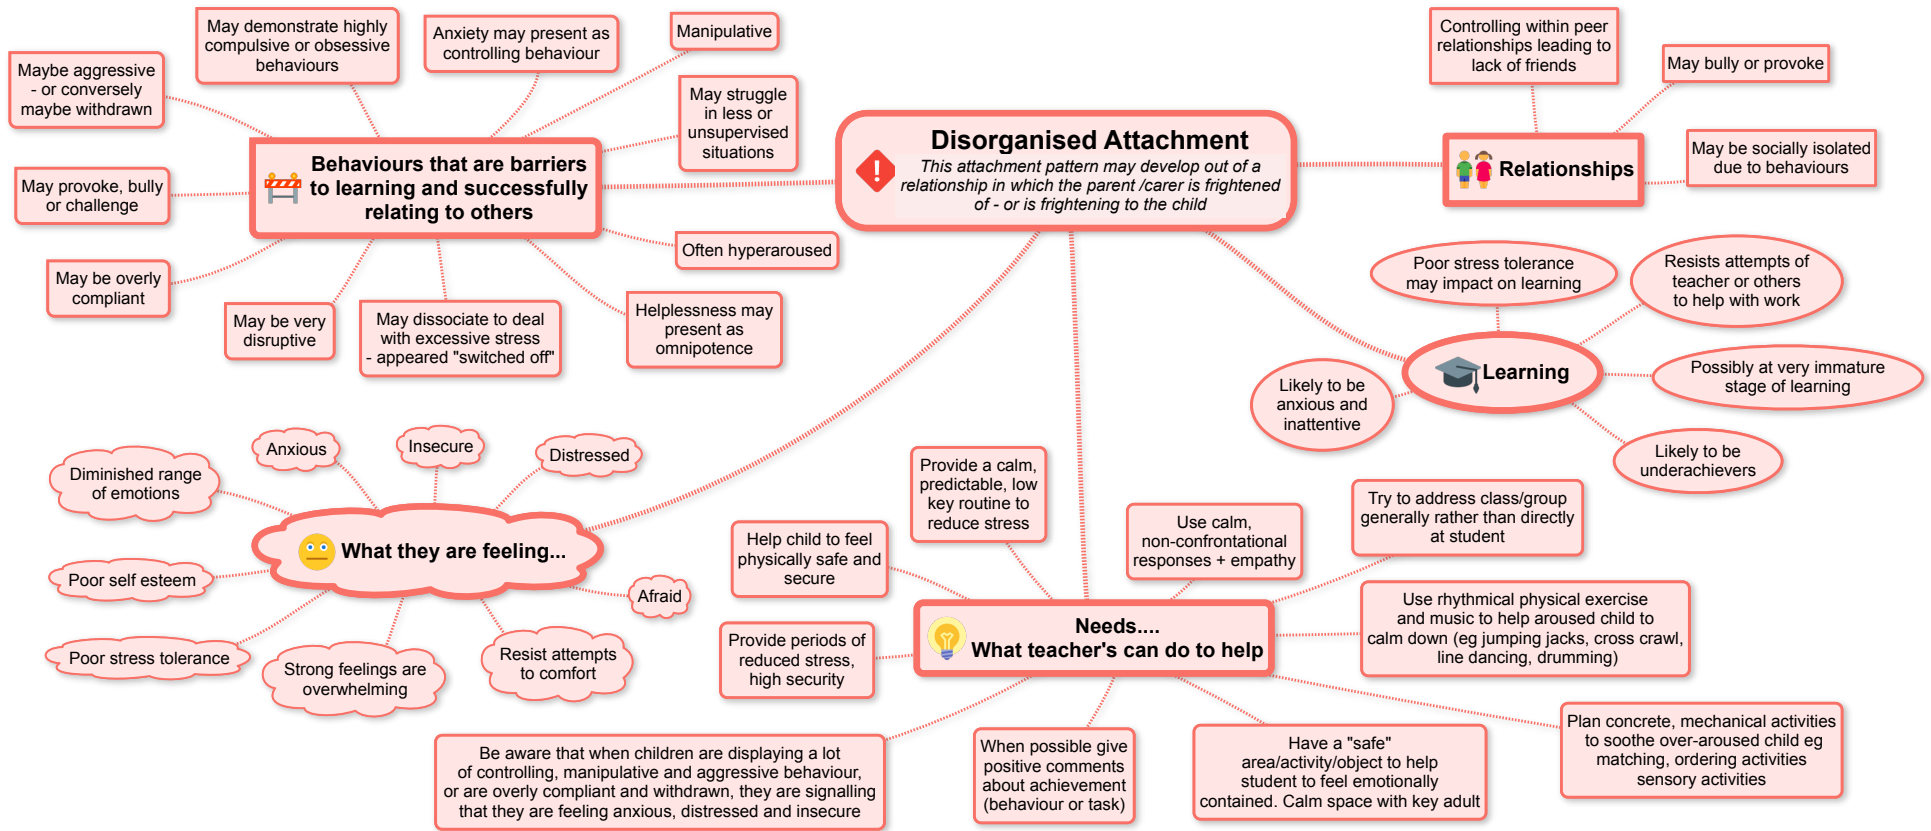 Disorganised Attachment
This attachment pattern may develop out of a
relationship in which the parent /carer is frightened
of - or is frightening to the child
Behaviours that are barriers
to learning and successfully
relating to others
Maybe aggressive
- or conversely
maybe withdrawn
May demonstrate highly
compulsive or obsessive
behaviours
Anxiety may present as
controlling behaviour
Manipulative
May struggle
in less or
unsupervised
situations
May provoke, bully
or challenge
May be overly
compliant
May be very
disruptive
May dissociate to deal
with excessive stress
- appeared "switched off"
Helplessness may
present as
omnipotence
Often hyperaroused
Relationships
Controlling within peer
relationships leading to
lack of friends
May bully or provoke
May be socially isolated
due to behaviours
Learning
Poor stress tolerance
may impact on learning
Resists attempts of
teacher or others
to help with work
Possibly at very immature
stage of learning
Likely to be
underachievers
Likely to be
anxious and
inattentive
What they are feeling...
Diminished range
of emotions
Anxious
Insecure
Distressed
Poor self esteem
Poor stress tolerance
Strong feelings are
overwhelming
Resist attempts
to comfort
Afraid
Needs....
What teacher's can do to help
Help child to feel
physically safe and
secure
Provide a calm,
predictable, low
key routine to
reduce stress
Use calm,
non-confrontational
responses + empathy
Try to address class/group
generally rather than directly
at student
Use rhythmical physical exercise
and music to help aroused child to
calm down (eg jumping jacks, cross crawl,
line dancing, drumming)
Provide periods of
reduced stress,
high security
Be aware that when children are displaying a lot
of controlling, manipulative and aggressive behaviour,
or are overly compliant and withdrawn, they are signalling
that they are feeling anxious, distressed and insecure
When possible give
positive comments
about achievement
(behaviour or task)
Have a "safe"
area/activity/object to help
student to feel emotionally
contained. Calm space with key adult
Plan concrete, mechanical activities
to soothe over-aroused child eg
matching, ordering activities
sensory activities